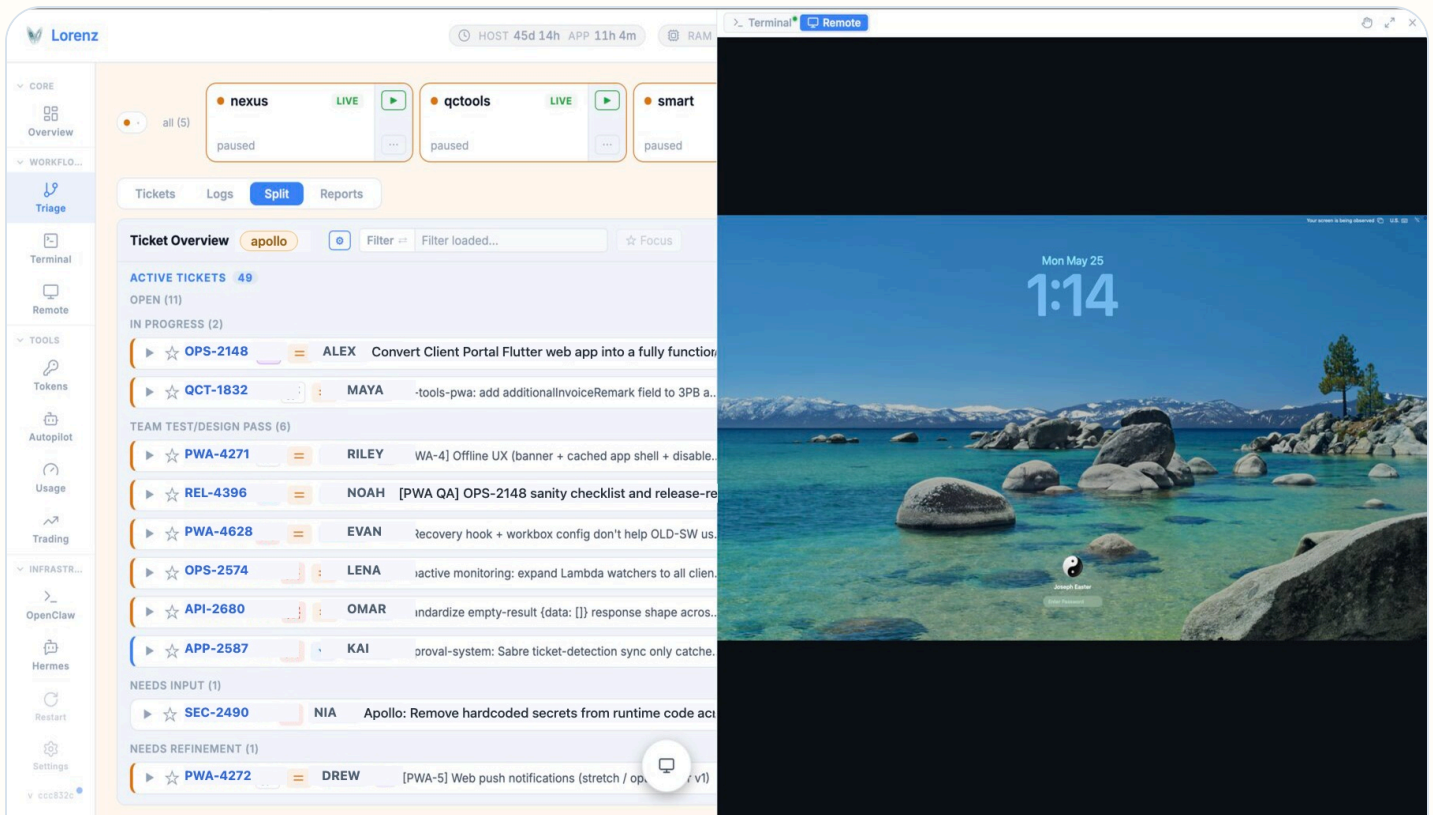 Lorenz
HOST 45d 14h APP 11h 4m
RAM
Terminal
Remote
CORE
Overview
WORKFLO...
Triage
Terminal
Remote
TOOLS
Tokens
Autopilot
Usage
Trading
INFRASTR...
OpenClaw
Hermes
Restart
Settings
v ccc832c
all (5)
nexus LIVE
paused
qctools LIVE
paused
smart
paused
Tickets Logs Split Reports
Ticket Overview apollo Filter Filter loaded... Focus
ACTIVE TICKETS 49
OPEN (11)
IN PROGRESS (2)
OPS-2148 ALEX Convert Client Portal Flutter web app into a fully function
QCT-1832 MAYA -tools-pwa: add additionalInvoiceRemark field to 3PB a...
TEAM TEST/DESIGN PASS (6)
PWA-4271 RILEY WA-4] Offline UX (banner + cached app shell + disable...
REL-4396 NOAH [PWA QA] OPS-2148 sanity checklist and release-re
PWA-4628 EVAN Recovery hook + workbox config don't help OLD-SW us...
OPS-2574 LENA oactive monitoring: expand Lambda watchers to all clien...
API-2680 OMAR andardize empty-result {data: []} response shape acros...
APP-2587 KAI proval-system: Sabre ticket-detection sync only catche...
NEEDS INPUT (1)
SEC-2490 NIA Apollo: Remove hardcoded secrets from runtime code acr
NEEDS REFINEMENT (1)
PWA-4272 DREW [PWA-5] Web push notifications (stretch / op r v1)
Your screen is being observed U.S.
Mon May 25
1:14
Joseph Easter
Enter Password